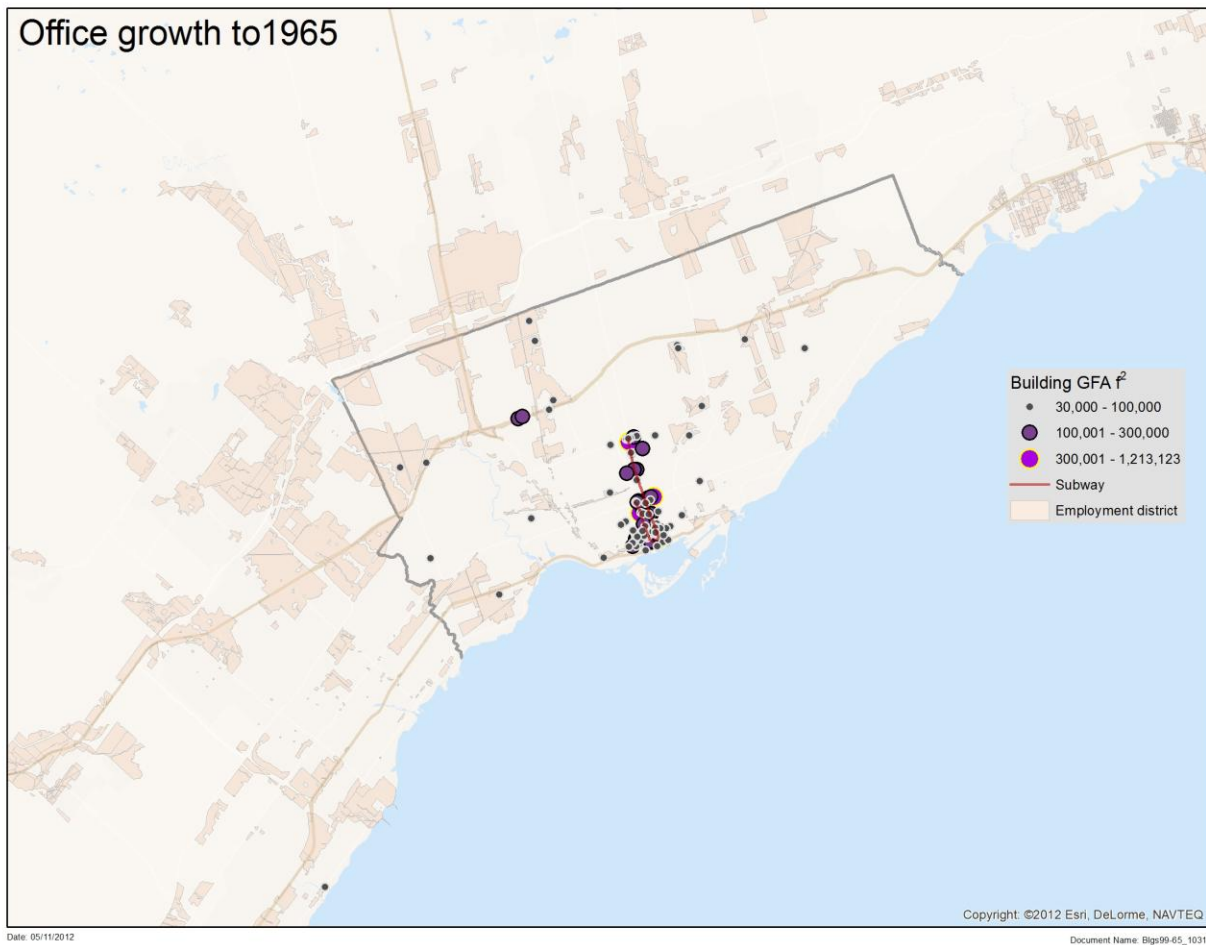 Office growth to1965
Building GFA f²
30,000 - 100,000
100,001 - 300,000
300,001 - 1,213,123
Subway
Employment district
Copyright: ©2012 Esri, DeLorme, NAVTEQ
Date: 05/11/2012
Document Name: Blgs99-65_1031